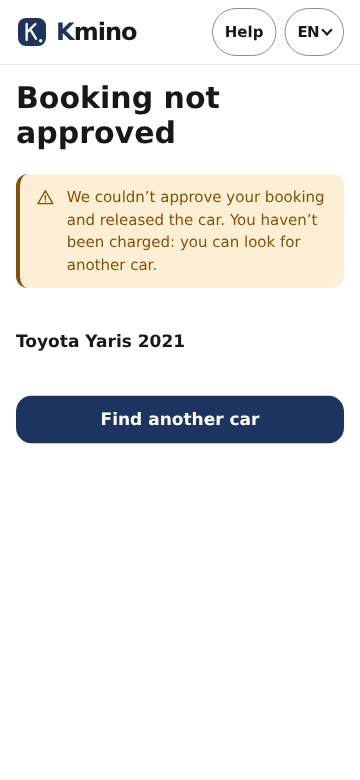 K. Kmino Help EN
Booking not
approved
We couldn’t approve your booking
and released the car. You haven’t
been charged: you can look for
another car.
Toyota Yaris 2021
Find another car